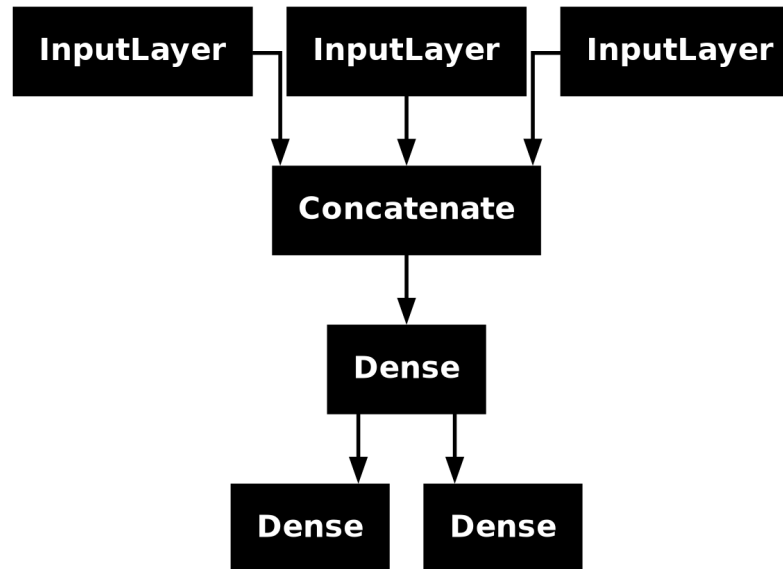 InputLayer
InputLayer
InputLayer
Concatenate
Dense
Dense
Dense